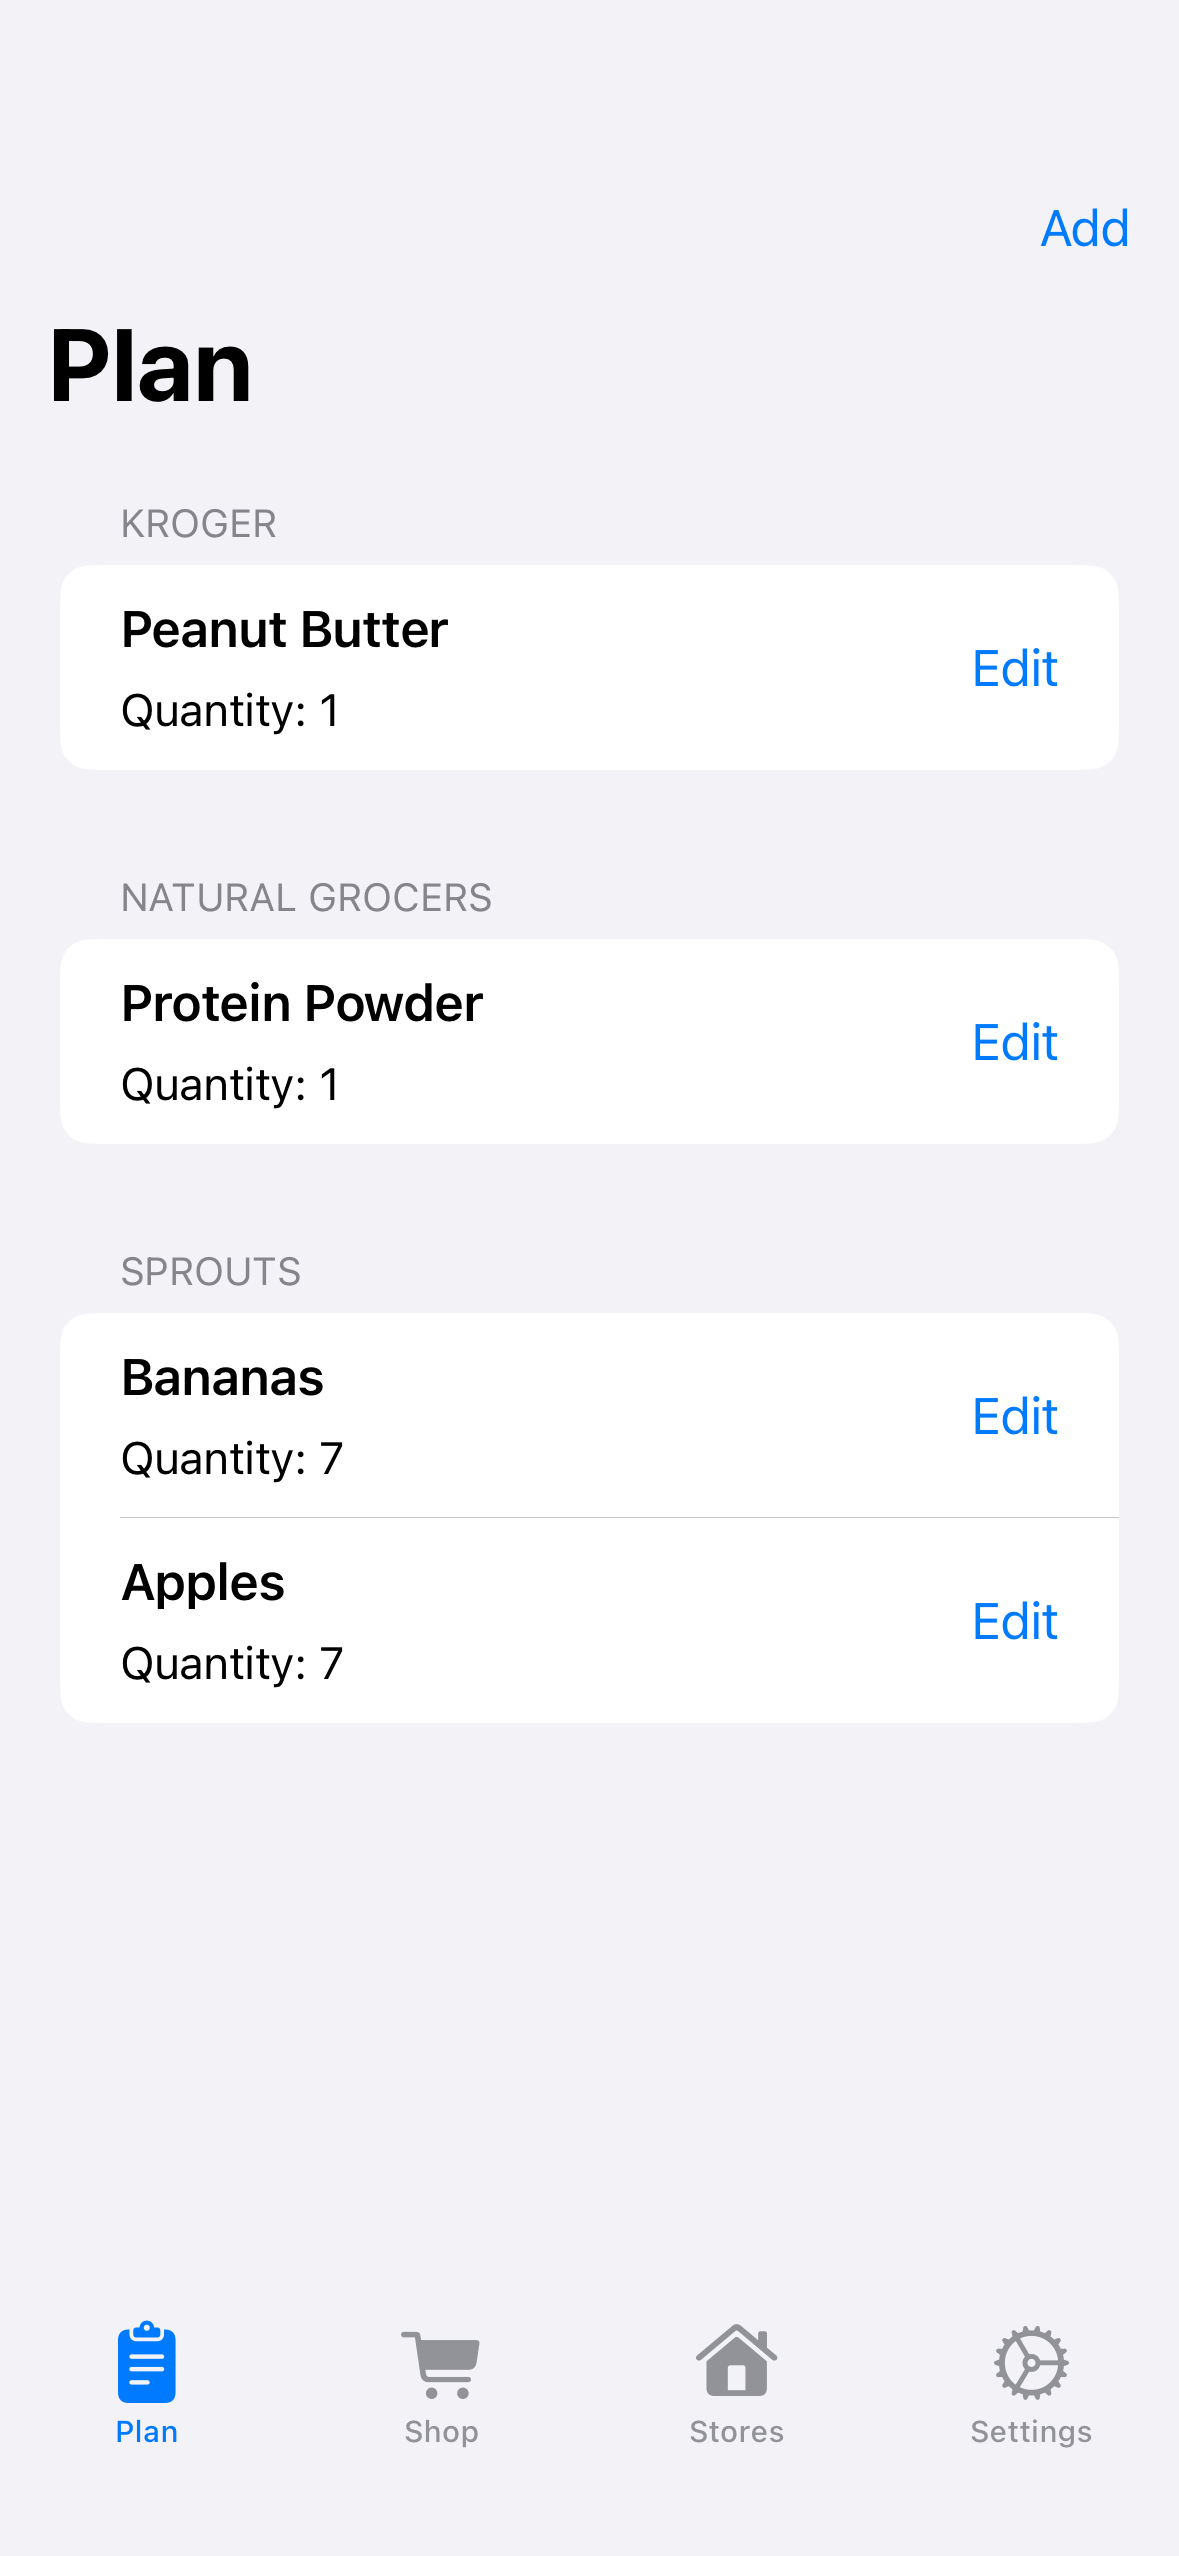 Add
Plan
KROGER
Peanut Butter
Edit
Quantity: 1
NATURAL GROCERS
Protein Powder
Edit
Quantity: 1
SPROUTS
Bananas
Edit
Quantity: 7
Apples
Edit
Quantity: 7
Plan
Shop
Stores
Settings